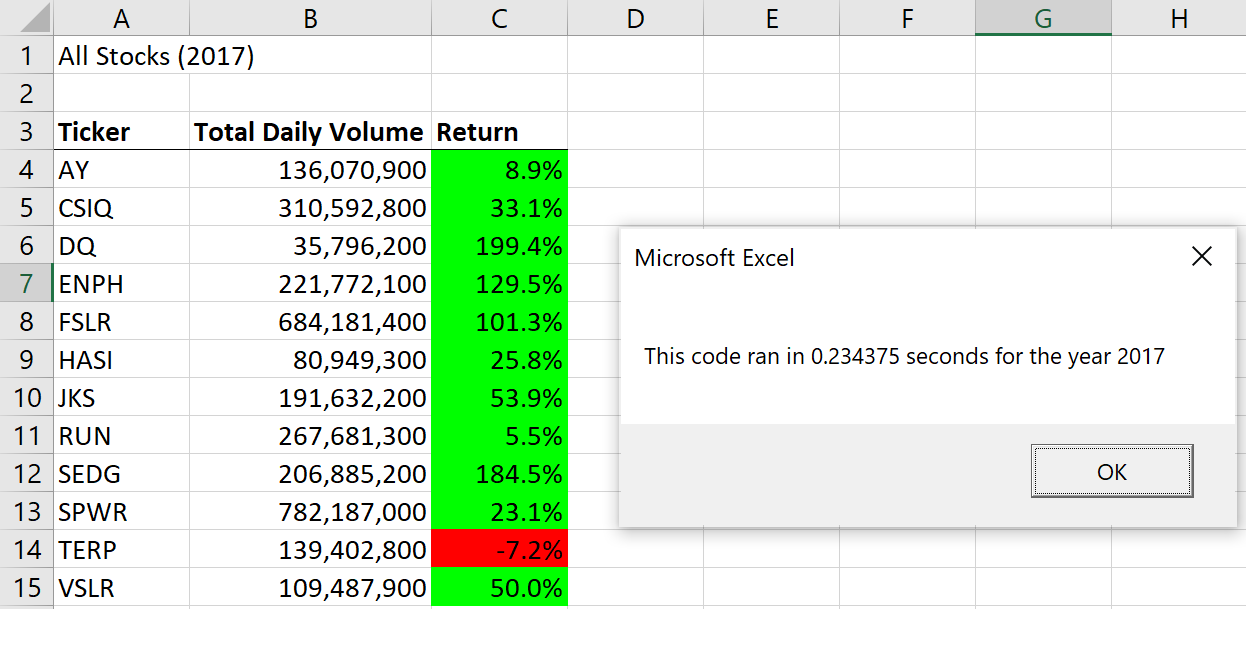 A B C D E F G H
1 All Stocks (2017)
2
3 Ticker Total Daily Volume Return
4 AY 136,070,900 8.9%
5 CSIQ 310,592,800 33.1%
6 DQ 35,796,200 199.4%
7 ENPH 221,772,100 129.5%
8 FSLR 684,181,400 101.3%
9 HASI 80,949,300 25.8%
10 JKS 191,632,200 53.9%
11 RUN 267,681,300 5.5%
12 SEDG 206,885,200 184.5%
13 SPWR 782,187,000 23.1%
14 TERP 139,402,800 -7.2%
15 VSLR 109,487,900 50.0%
Microsoft Excel
This code ran in 0.234375 seconds for the year 2017
OK